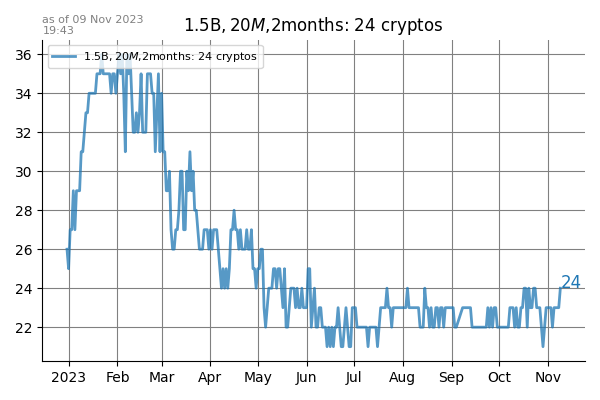 as of 09 Nov 2023
19:43
1.5B, 20M,2months: 24 cryptos
1.5B, 20M,2months: 24 cryptos
36
34
32
30
28
26
24
22
24
2023 Feb Mar Apr May Jun Jul Aug Sep Oct Nov